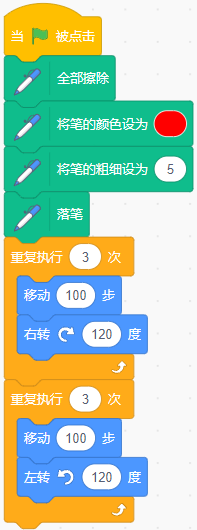 当 被点击
全部擦除
将笔的颜色设为
将笔的粗细设为 5
落笔
重复执行 3 次
移动 100 步
右转 120 度
重复执行 3 次
移动 100 步
左转 120 度